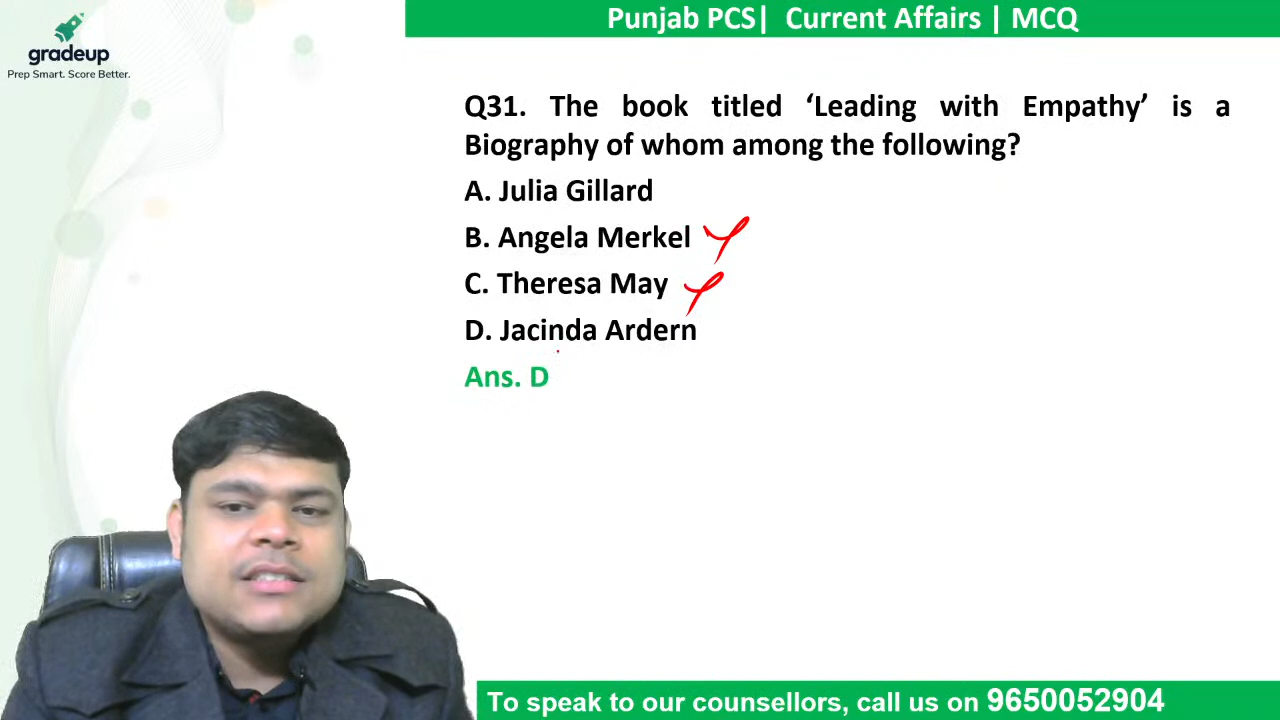 gradeup
Prep Smart. Score Better.
Punjab PCS| Current Affairs | MCQ
Q31. The book titled ‘Leading with Empathy’ is a
Biography of whom among the following?
A. Julia Gillard
B. Angela Merkel
C. Theresa May
D. Jacinda Ardern
Ans. D
To speak to our counsellors, call us on 9650052904